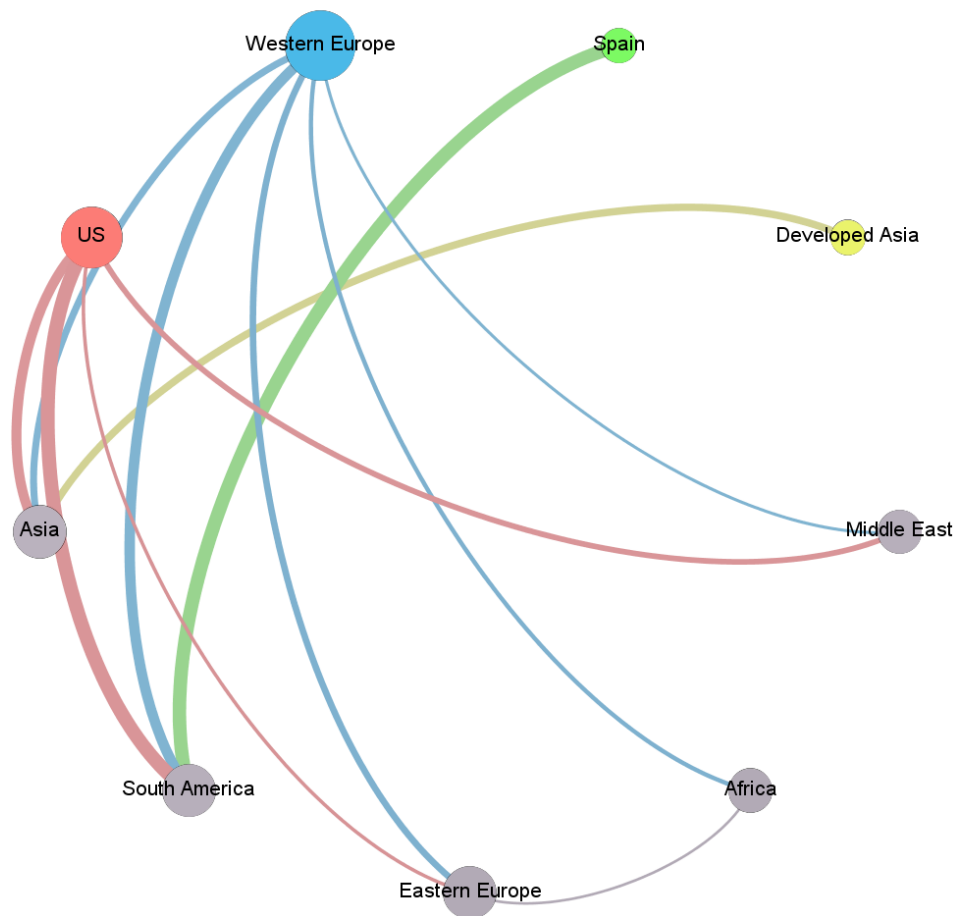 Western Europe
Spain
US
Developed Asia
Asia
Middle East
South America
Africa
Eastern Europe